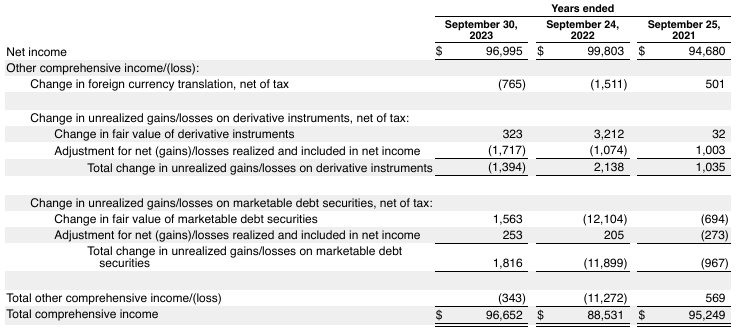 Years ended
September 30, 2023 September 24, 2022 September 25, 2021
Net income $ 96,995 $ 99,803 $ 94,680
Other comprehensive income/(loss):
Change in foreign currency translation, net of tax (765) (1,511) 501
Change in unrealized gains/losses on derivative instruments, net of tax:
Change in fair value of derivative instruments 323 3,212 32
Adjustment for net (gains)/losses realized and included in net income (1,717) (1,074) 1,003
Total change in unrealized gains/losses on derivative instruments (1,394) 2,138 1,035
Change in unrealized gains/losses on marketable debt securities, net of tax:
Change in fair value of marketable debt securities 1,563 (12,104) (694)
Adjustment for net (gains)/losses realized and included in net income 253 205 (273)
Total change in unrealized gains/losses on marketable debt
securities 1,816 (11,899) (967)
Total other comprehensive income/(loss) (343) (11,272) 569
Total comprehensive income $ 96,652 $ 88,531 $ 95,249